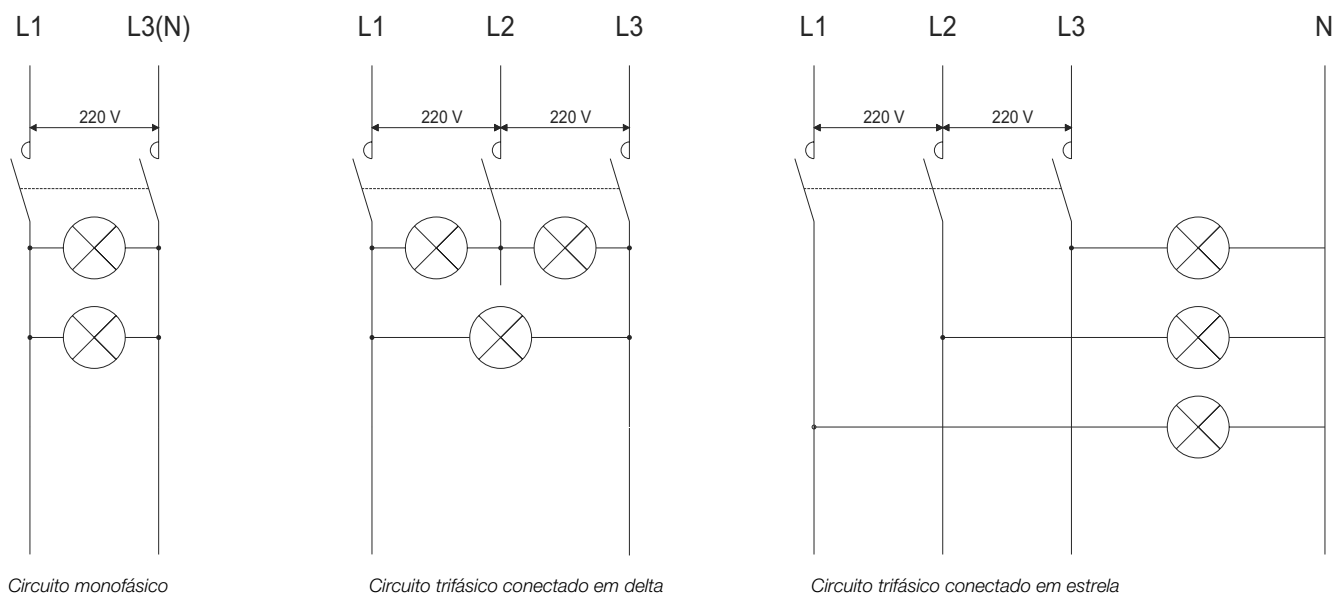 L1 L3(N) L1 L2 L3 L1 L2 L3 N
220 V 220 V 220 V 220 V 220 V
Circuito monofásico
Circuito trifásico conectado em delta
Circuito trifásico conectado em estrela